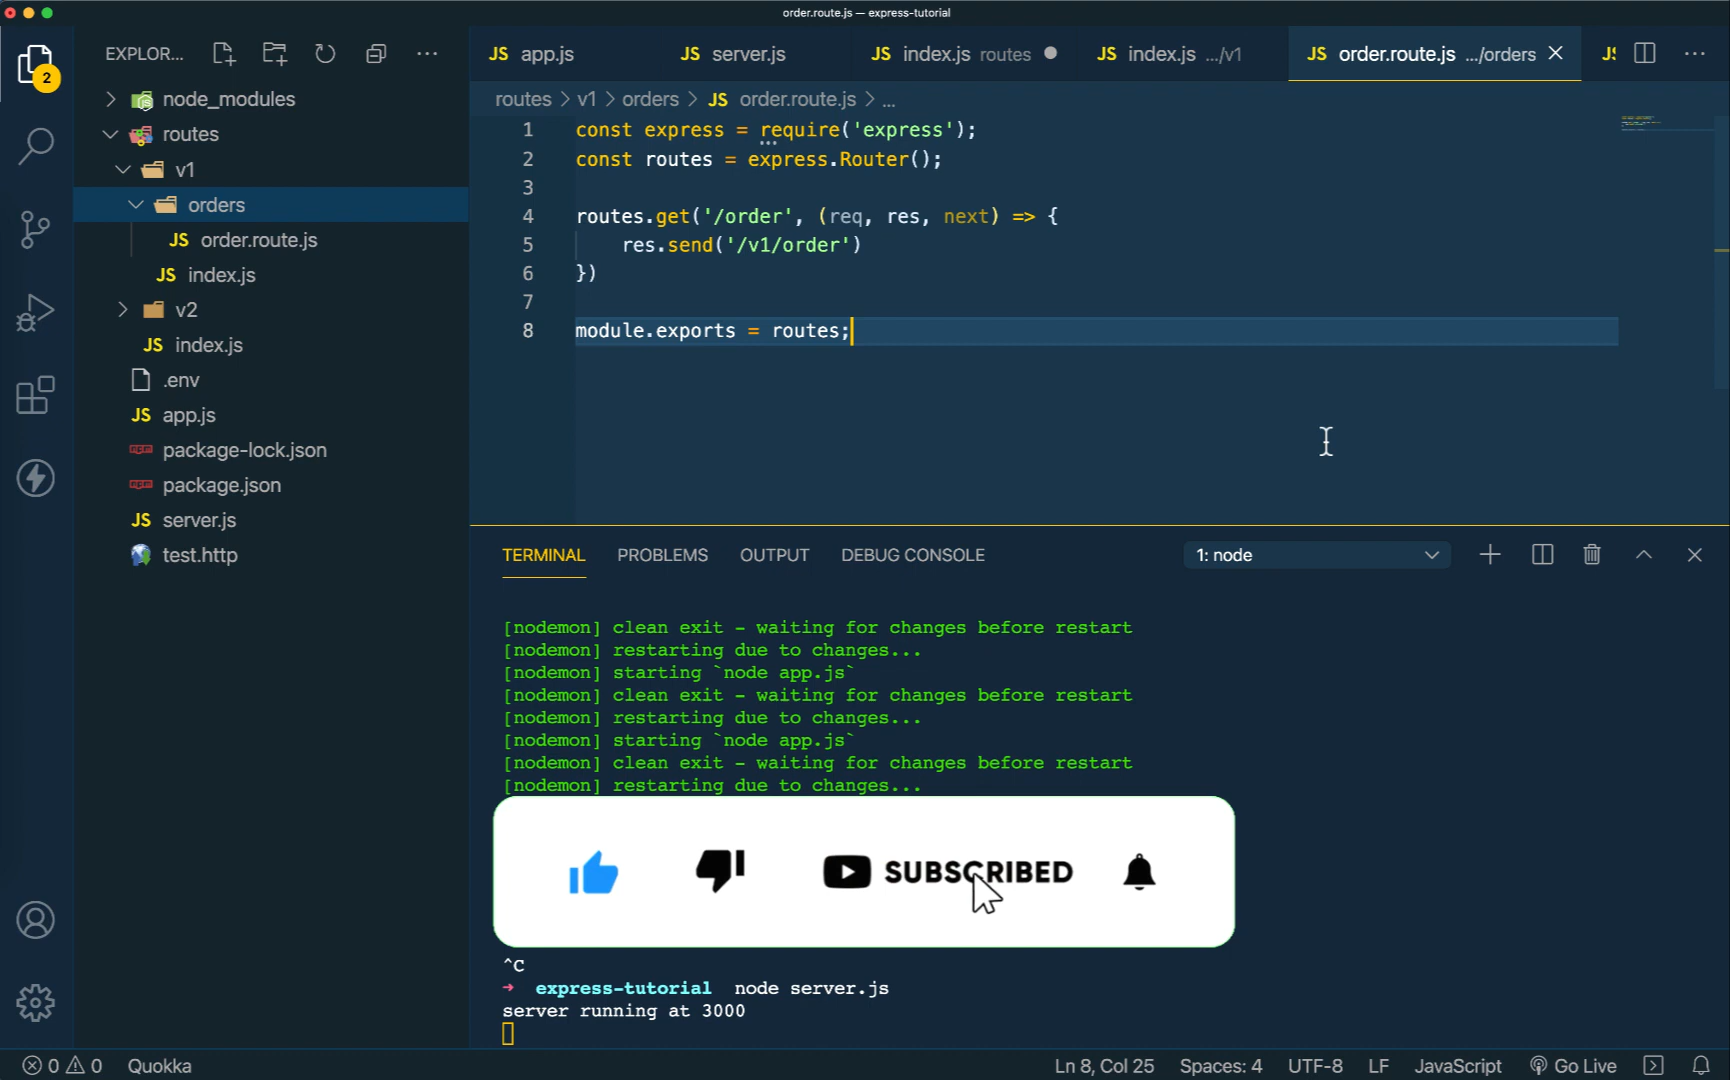 order.route.js — express-tutorial
2
EXPLOR...
node_modules
routes
v1
orders
JS order.route.js
JS index.js
v2
JS index.js
.env
JS app.js
package-lock.json
package.json
JS server.js
test.http
JS app.js
JS server.js
JS index.js routes
JS index.js .../v1
JS order.route.js .../orders
JS
routes > v1 > orders > JS order.route.js > ...
1 const express = require('express');
2 const routes = express.Router();
3
4 routes.get('/order', (req, res, next) => {
5 res.send('/v1/order')
6 })
7
8 module.exports = routes;
TERMINAL PROBLEMS OUTPUT DEBUG CONSOLE 1: node
[nodemon] clean exit - waiting for changes before restart
[nodemon] restarting due to changes...
[nodemon] starting `node app.js`
[nodemon] clean exit - waiting for changes before restart
[nodemon] restarting due to changes...
[nodemon] starting `node app.js`
[nodemon] clean exit - waiting for changes before restart
[nodemon] restarting due to changes...
SUBSCRIBED
^C
→ express-tutorial node server.js
server running at 3000
0 0 Quokka Ln 8, Col 25 Spaces: 4 UTF-8 LF JavaScript Go Live